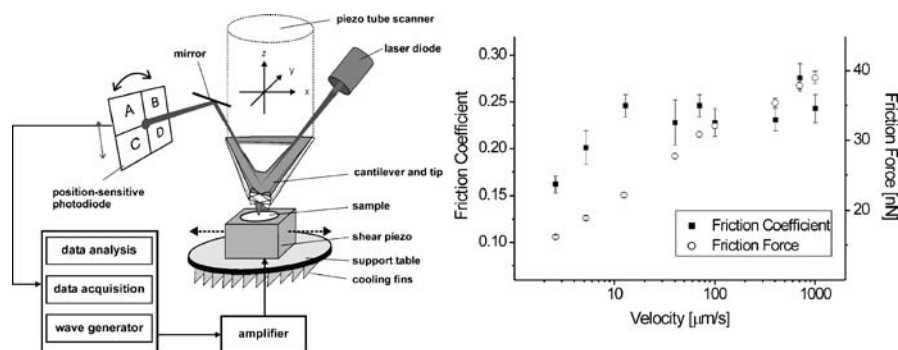 piezo tube scanner
laser diode
mirror
z
y
x
A
B
C
D
position-sensitive
photodiode
cantilever and tip
sample
shear piezo
support table
cooling fins
data analysis
data acquisition
wave generator
amplifier
Friction Coefficient
0.30
0.25
0.20
0.15
0.10
40
30
20
Friction Force [nN]
Friction Coefficient
Friction Force
10
100
1000
Velocity [μm/s]